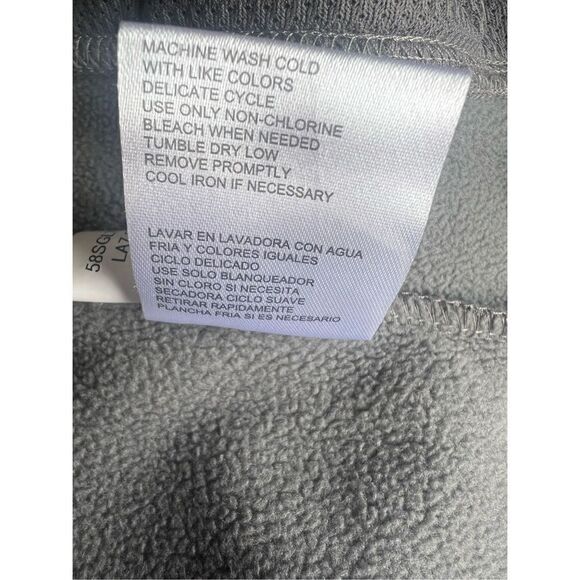 MACHINE WASH COLD
WITH LIKE COLORS
DELICATE CYCLE
USE ONLY NON-CHLORINE
BLEACH WHEN NEEDED
TUMBLE DRY LOW
REMOVE PROMPTLY
COOL IRON IF NECESSARY
LAVAR EN LAVADORA CON AGUA
FRIA Y COLORES IGUALES
CICLO DELICADO
USE SOLO BLANQUEADOR
SIN CLORO SI NECESITA
SECADORA CICLO SUAVE
RETIRAR RAPIDAMENTE
PLANCHA FRIA SI ES NECESARIO